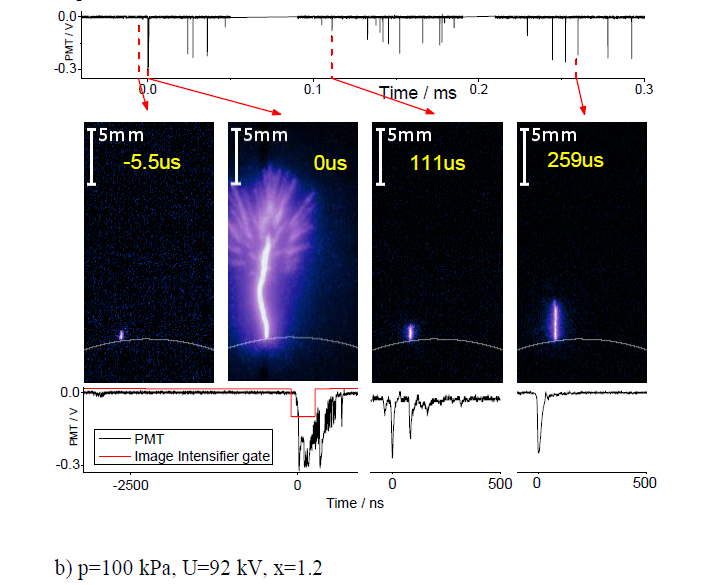 0.0
-0.3
PMT / V
0.0
0.1
0.2
0.3
Time / ms
5mm
-5.5us
5mm
0us
5mm
111us
5mm
259us
0.0
-0.3
PMT / V
PMT
Image Intensifier gate
-2500
0
0
500
0
500
Time / ns
b) p=100 kPa, U=92 kV, x=1.2